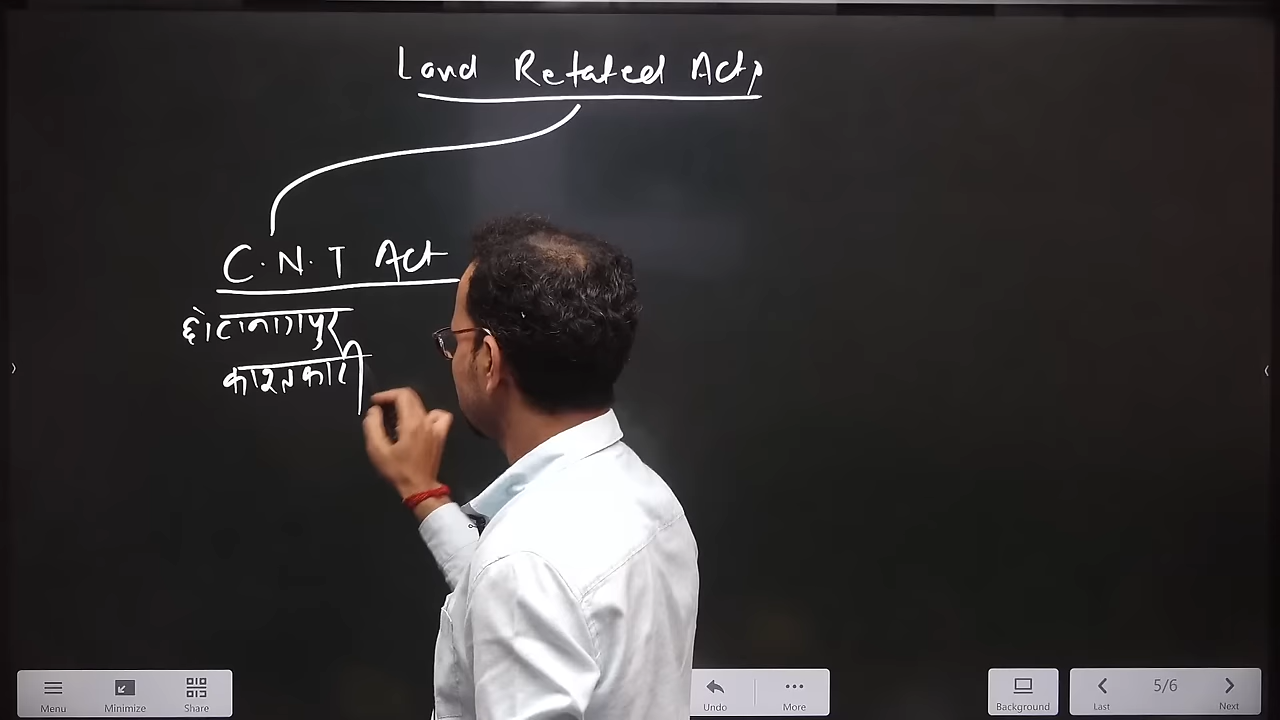 Land Related Acts
C.N.T Act
छोटानागपुर
काश्तकारी
Menu
Minimize
Share
Undo
More
Background
Last
5/6
Next